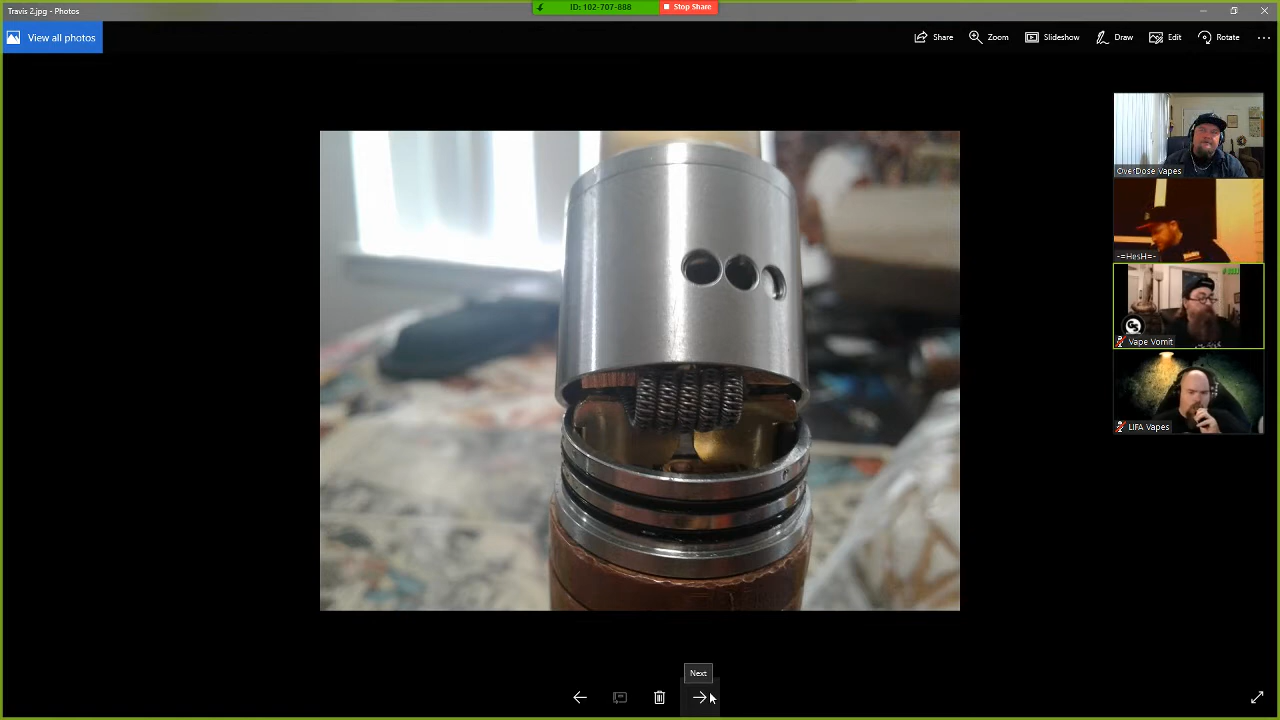 Travis 2.jpg - Photos
ID: 102-707-888
Stop Share
View all photos
Share
Zoom
Slideshow
Draw
Edit
Rotate
OverDose Vapes
-=HesH=-
Vape Vomit
LIFA Vapes
Next